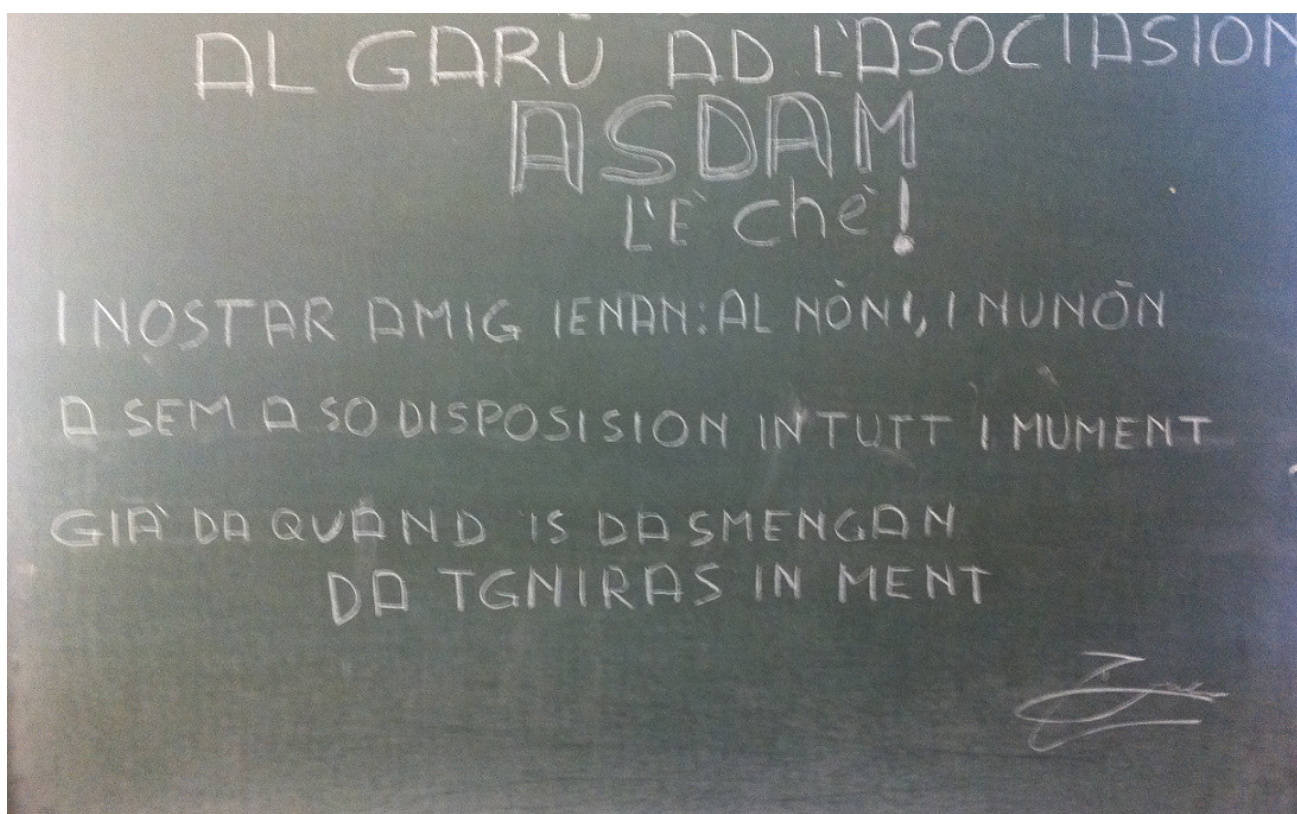 AL GARÙ AD L'ASOCIASION
ASDAM
L'È chè!
I NOSTAR AMIG IENAN: AL NÒNI, I NUNÒN
A SEM A SO DISPOSISION IN TUTT I MUMENT
GIÀ DA QUAND IS DASMENGAN
DA TGNIRAS IN MENT